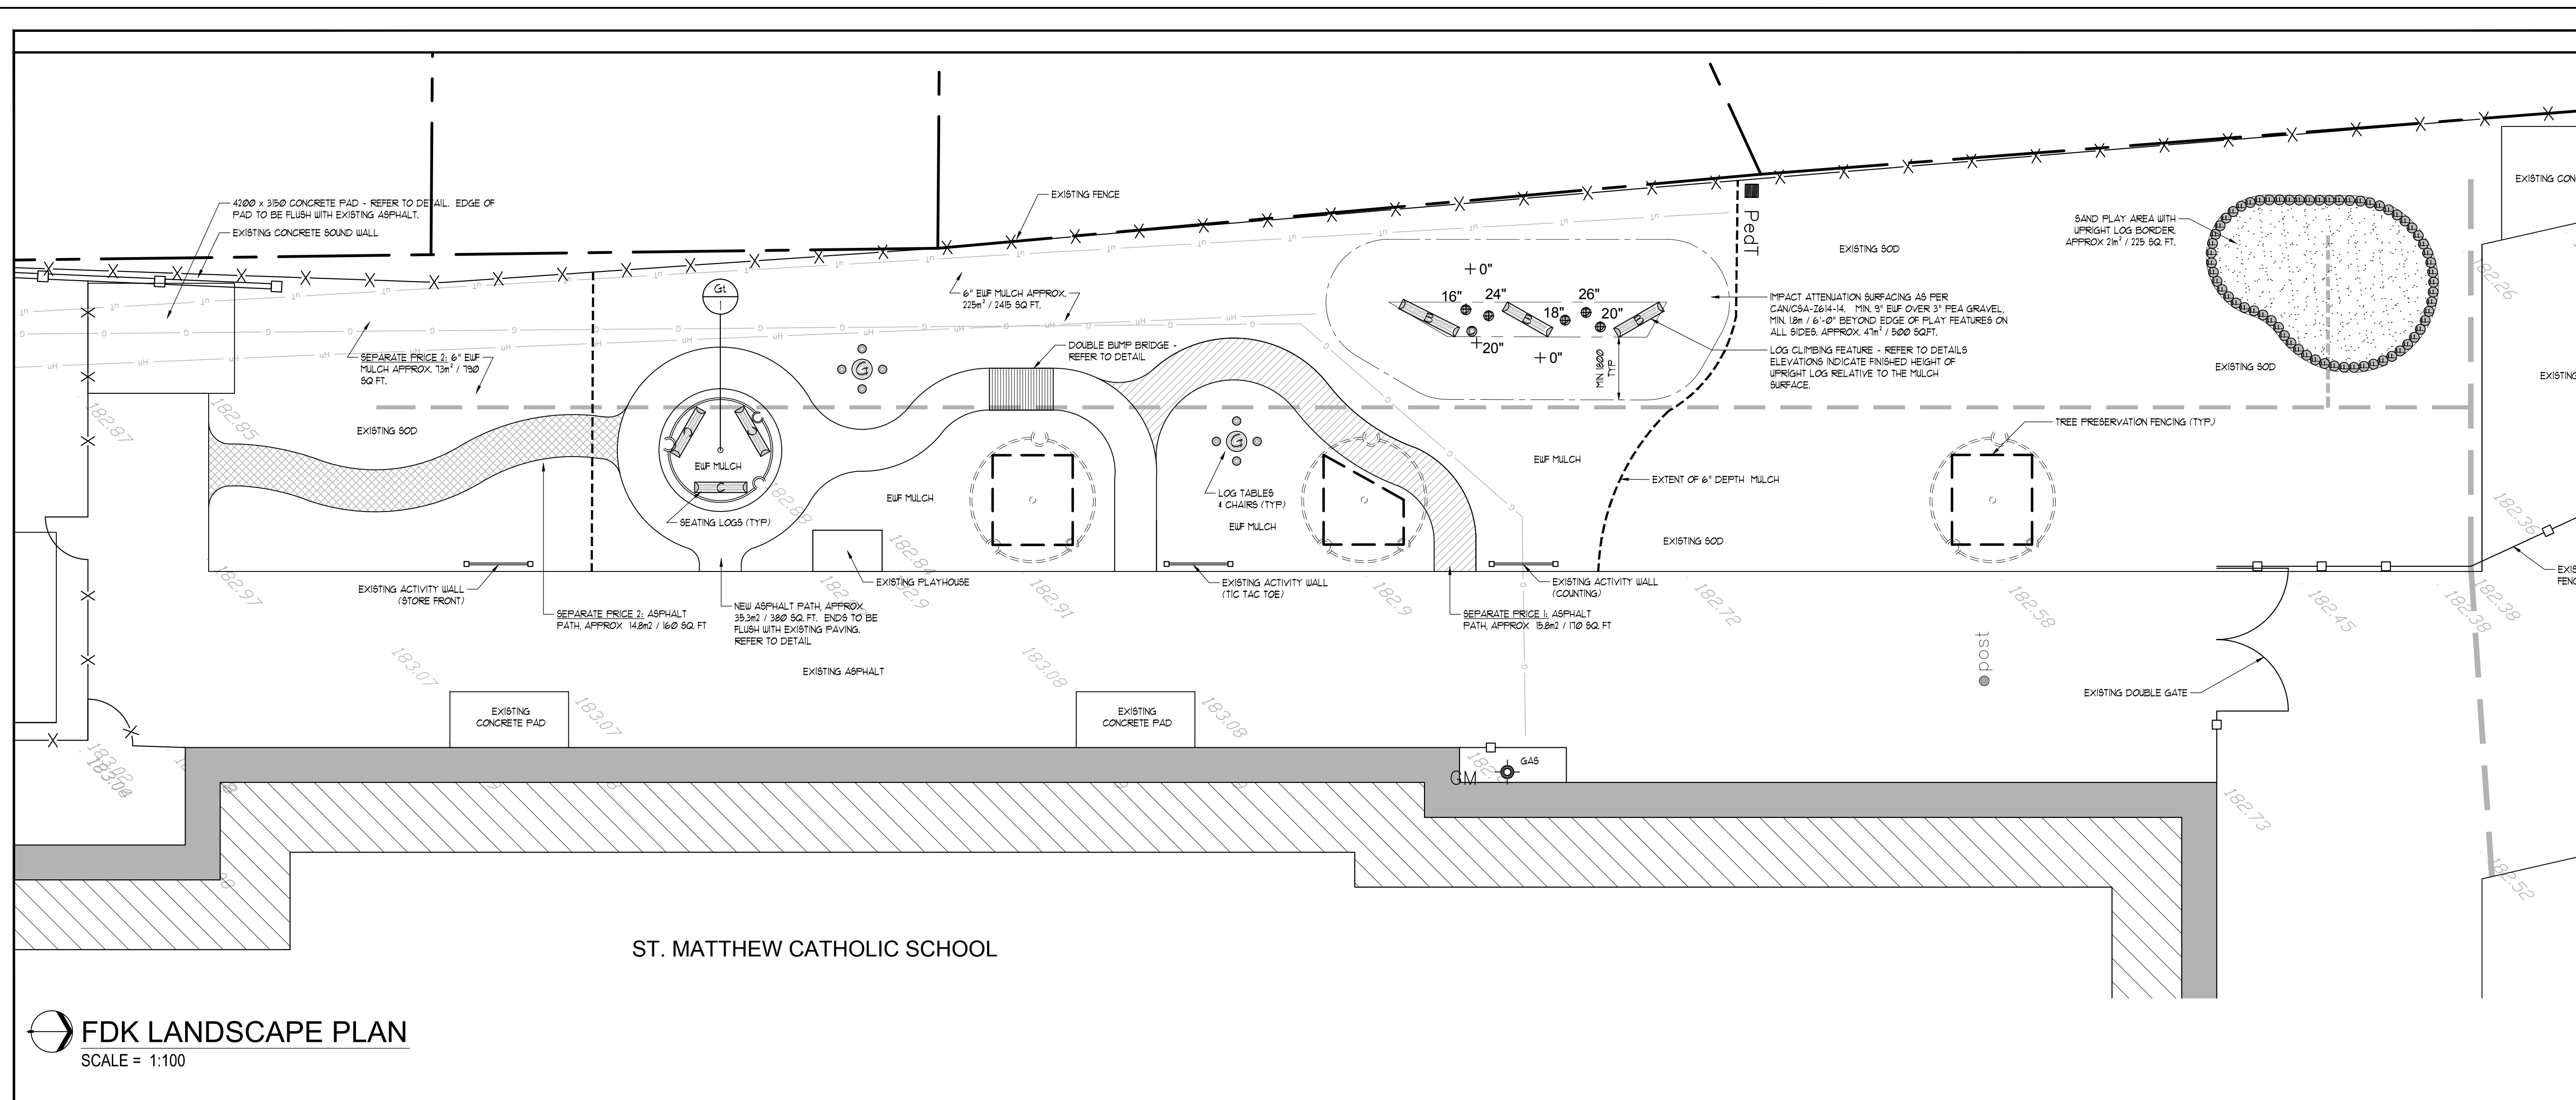 4200 x 3150 CONCRETE PAD - REFER TO DETAIL. EDGE OF
PAD TO BE FLUSH WITH EXISTING ASPHALT.
EXISTING CONCRETE SOUND WALL
EXISTING FENCE
PedT
EXISTING SOD
SAND PLAY AREA WITH
UPRIGHT LOG BORDER.
APPROX 21m² / 225 SQ. FT.
EXISTING CON
182.26
Gt
1
6" EWF MULCH APPROX.
225m² / 2415 SQ FT.
0"
16"
24"
26"
18"
20"
20"
0"
MIN 1800
TYP
IMPACT ATTENUATION SURFACING AS PER
CAN/CSA-Z614-14. MIN. 9" EWF OVER 3" PEA GRAVEL,
MIN. 1.8m / 6'-0" BEYOND EDGE OF PLAY FEATURES ON
ALL SIDES. APPROX. 47m² / 500 SQ.FT.
LOG CLIMBING FEATURE - REFER TO DETAILS
ELEVATIONS INDICATE FINISHED HEIGHT OF
UPRIGHT LOG RELATIVE TO THE MULCH
SURFACE.
EXISTING SOD
EXISTING
SEPARATE PRICE 2: 6" EWF
MULCH APPROX. 73m² / 790
SQ FT.
DOUBLE BUMP BRIDGE -
REFER TO DETAIL
182.87
182.85
EXISTING SOD
EWF MULCH
SEATING LOGS (TYP)
182.88
EWF MULCH
LOG TABLES
& CHAIRS (TYP)
EWF MULCH
EWF MULCH
EXTENT OF 6" DEPTH MULCH
TREE PRESERVATION FENCING (TYP.)
EXISTING SOD
182.36
182.97
EXISTING ACTIVITY WALL
(STORE FRONT)
SEPARATE PRICE 2: ASPHALT
PATH, APPROX 14.8m2 / 160 SQ. FT
NEW ASPHALT PATH, APPROX
35.3m2 / 380 SQ. FT. ENDS TO BE
FLUSH WITH EXISTING PAVING.
REFER TO DETAIL
182.84
182.9
EXISTING PLAYHOUSE
182.91
EXISTING ACTIVITY WALL
(TIC TAC TOE)
182.9
SEPARATE PRICE 1: ASPHALT
PATH, APPROX 15.8m2 / 170 SQ. FT
EXISTING ACTIVITY WALL
(COUNTING)
182.72
182.58
182.45
182.38
182.38
EXISTING ASPHALT
183.07
183.08
post
EXISTING DOUBLE GATE
EXISTING
CONCRETE PAD
183.07
EXISTING
CONCRETE PAD
183.08
183.02
183.06
GM
GAS
182.73
182.52
ST. MATTHEW CATHOLIC SCHOOL
FDK LANDSCAPE PLAN
SCALE = 1:100